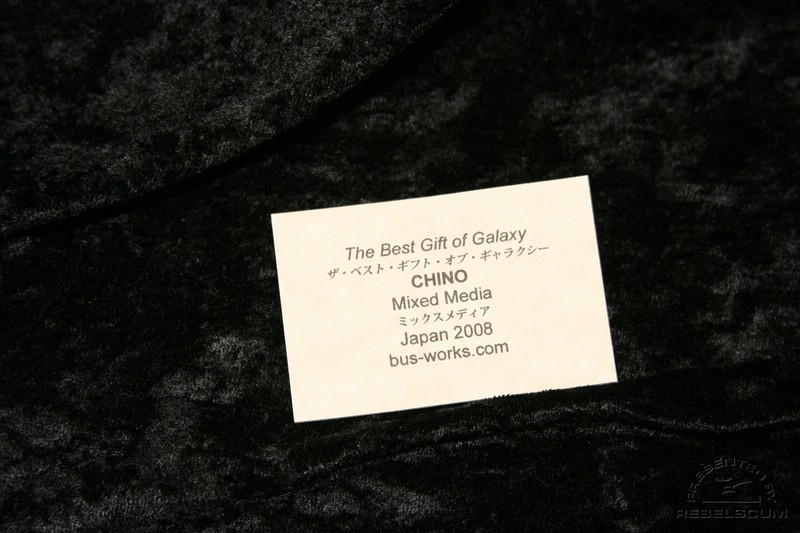 The Best Gift of Galaxy
ザ・ベスト・ギフト・オブ・ギャラクシー
CHINO
Mixed Media
ミックスメディア
Japan 2008
bus-works.com
PRESENTED BY
REBELSCUM